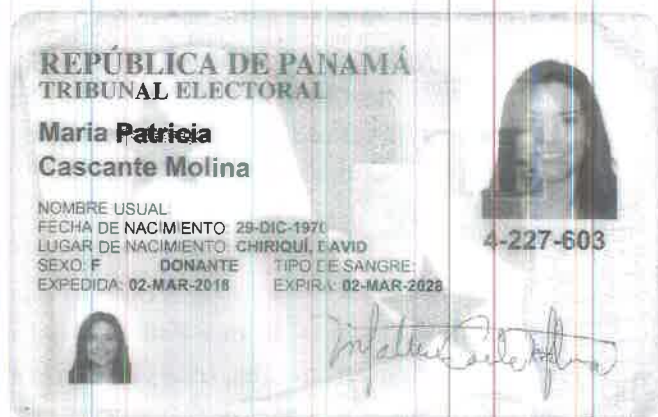 REPÚBLICA DE PANAMÁ
TRIBUNAL ELECTORAL
Maria Patricia
Cascante Molina
NOMBRE USUAL:
FECHA DE NACIMIENTO: 29-DIC-1970
LUGAR DE NACIMIENTO: CHIRIQUÍ, DAVID
SEXO: F DONANTE TIPO DE SANGRE:
EXPEDIDA: 02-MAR-2018 EXPIRA: 02-MAR-2028
4-227-603